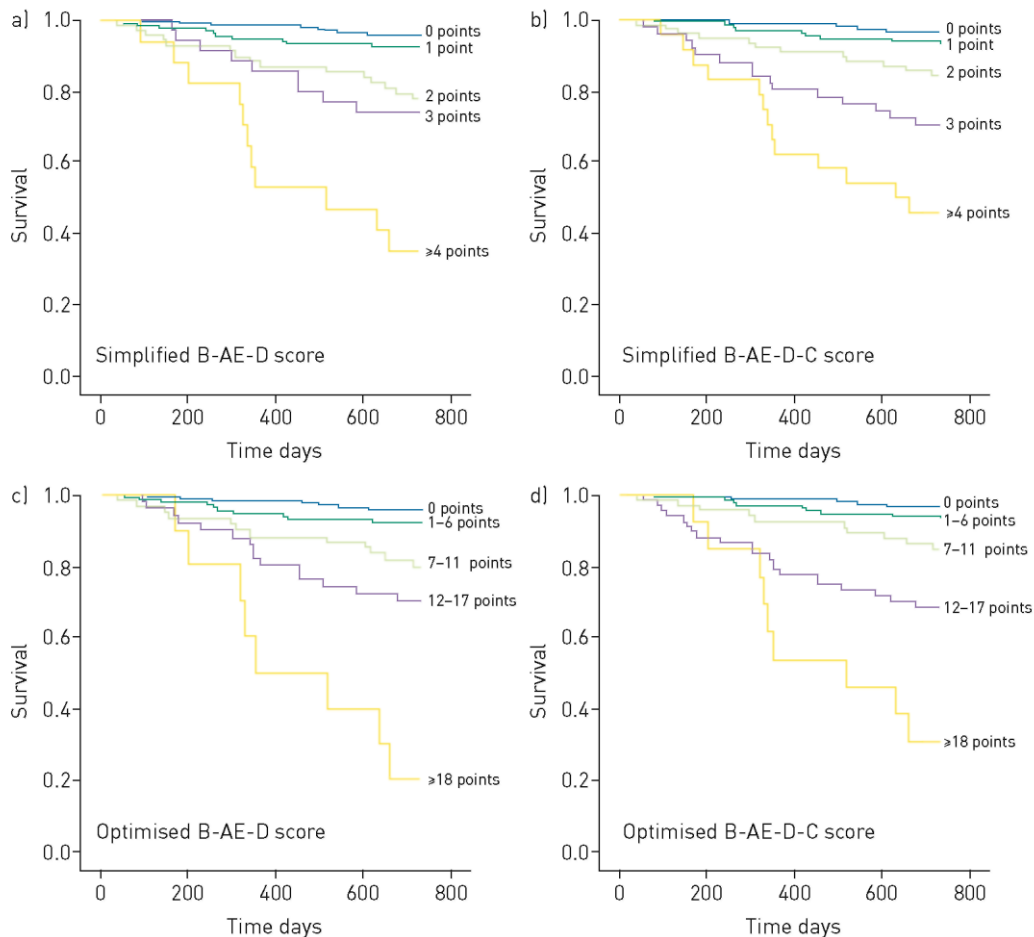 a)
1.0
0.8
0.6
0.4
0.2
0.0
Survival
0 points
1 point
2 points
3 points
⩾4 points
Simplified B-AE-D score
0 200 400 600 800
Time days
b)
1.0
0.8
0.6
0.4
0.2
0.0
Survival
0 points
1 point
2 points
3 points
⩾4 points
Simplified B-AE-D-C score
0 200 400 600 800
Time days
c)
1.0
0.8
0.6
0.4
0.2
0.0
Survival
0 points
1–6 points
7–11 points
12–17 points
⩾18 points
Optimised B-AE-D score
0 200 400 600 800
Time days
d)
1.0
0.8
0.6
0.4
0.2
0.0
Survival
0 points
1–6 points
7–11 points
12–17 points
⩾18 points
Optimised B-AE-D-C score
0 200 400 600 800
Time days